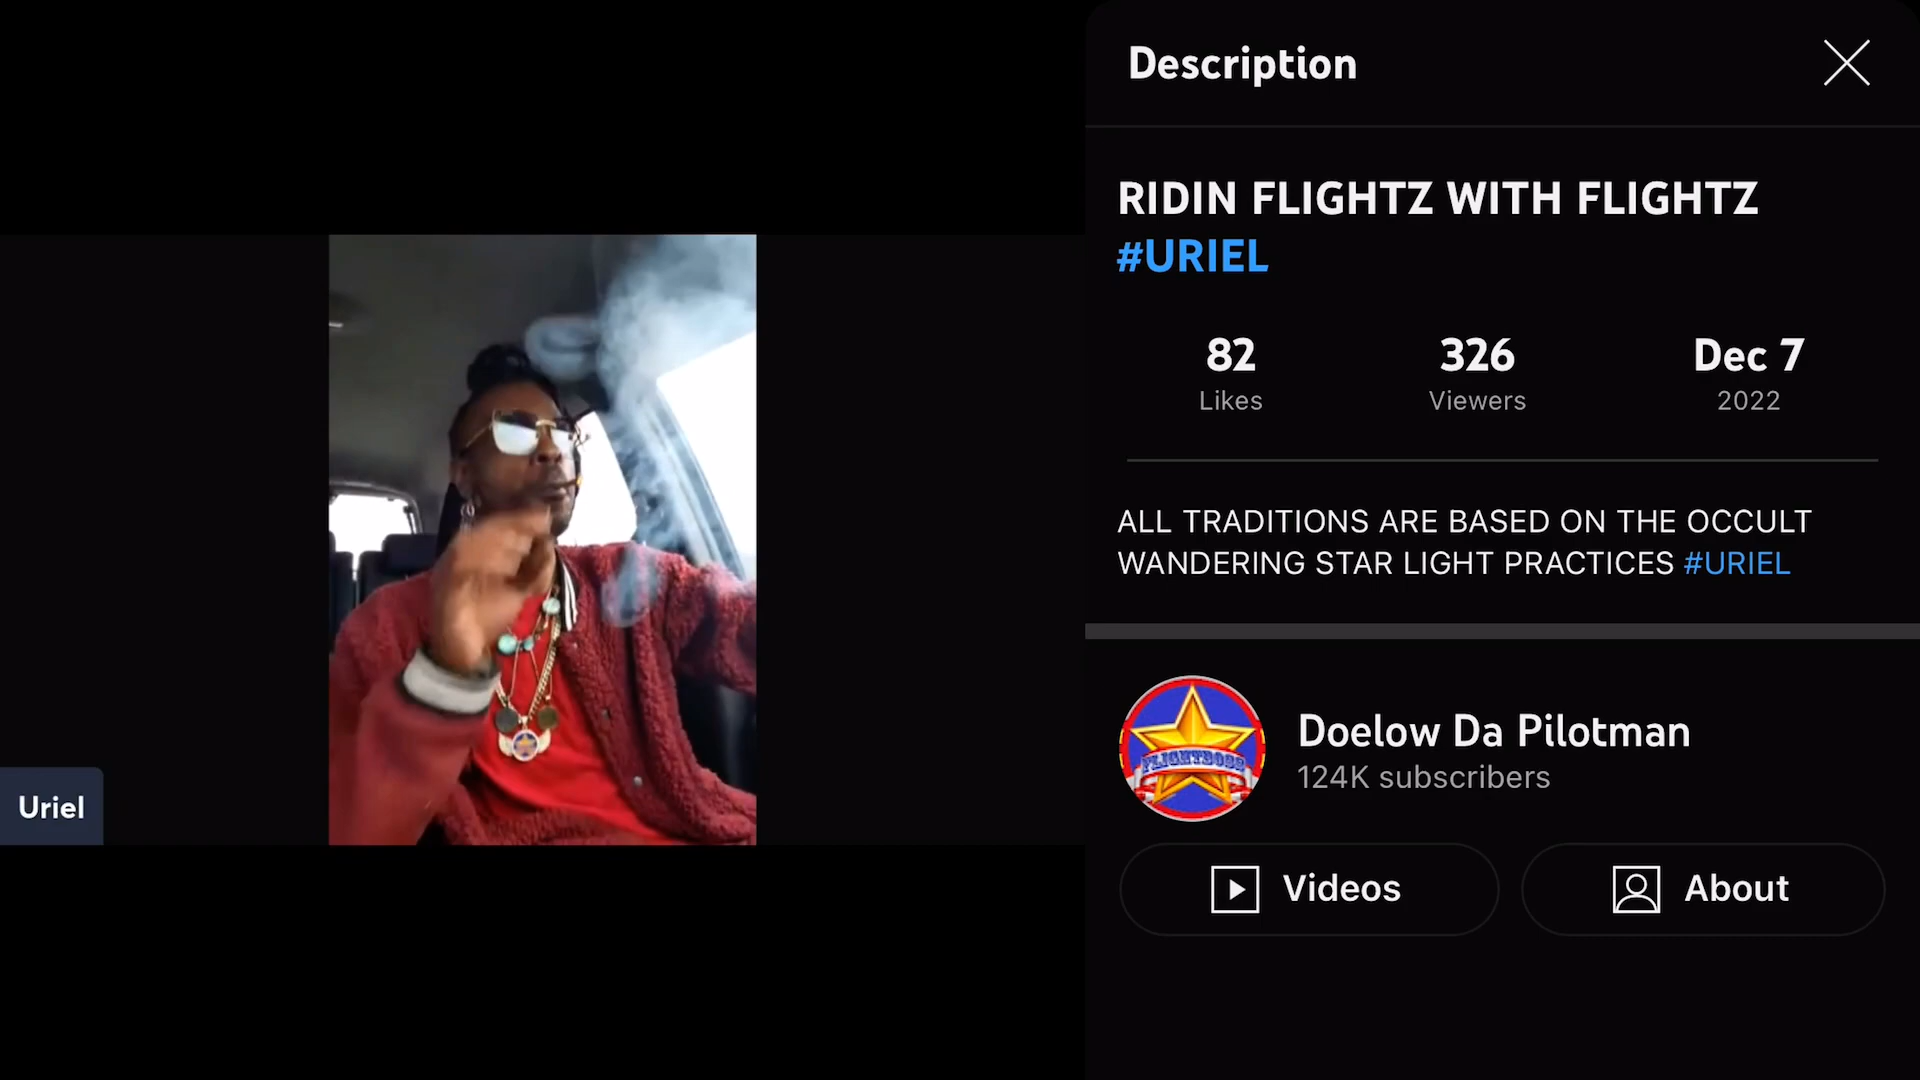 Description
RIDIN FLIGHTZ WITH FLIGHTZ
#URIEL
82
Likes
326
Viewers
Dec 7
2022
ALL TRADITIONS ARE BASED ON THE OCCULT
WANDERING STAR LIGHT PRACTICES #URIEL
FLIGHTBOSS
Doelow Da Pilotman
124K subscribers
Videos
About
Uriel